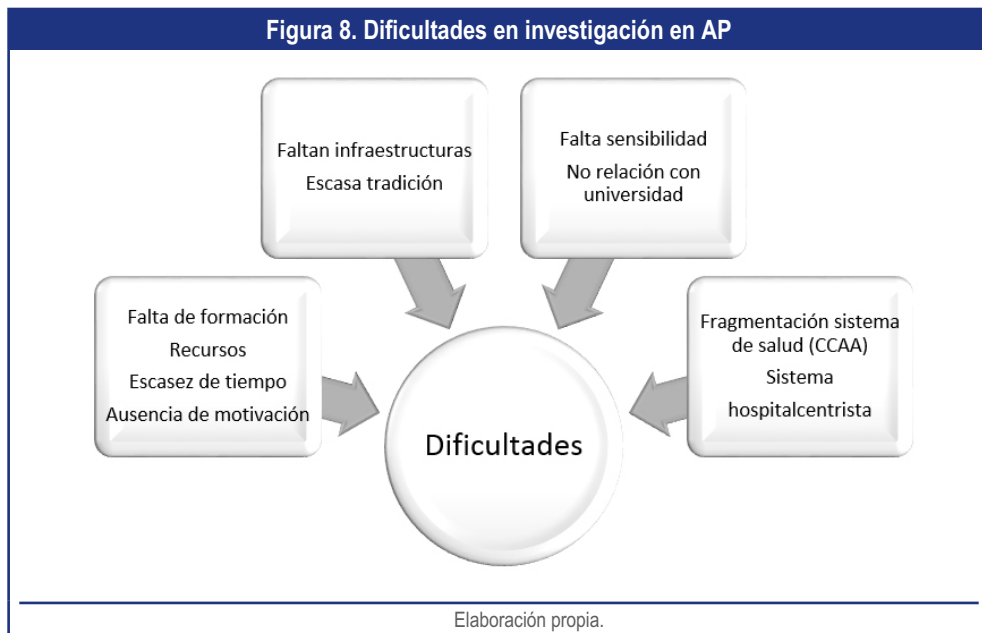 Figura 8. Dificultades en investigación en AP
Faltan infraestructuras
Escasa tradición
Falta sensibilidad
No relación con
universidad
Falta de formación
Recursos
Escasez de tiempo
Ausencia de motivación
Fragmentación sistema
de salud (CCAA)
Sistema
hospitalcentrista
Dificultades
Elaboración propia.